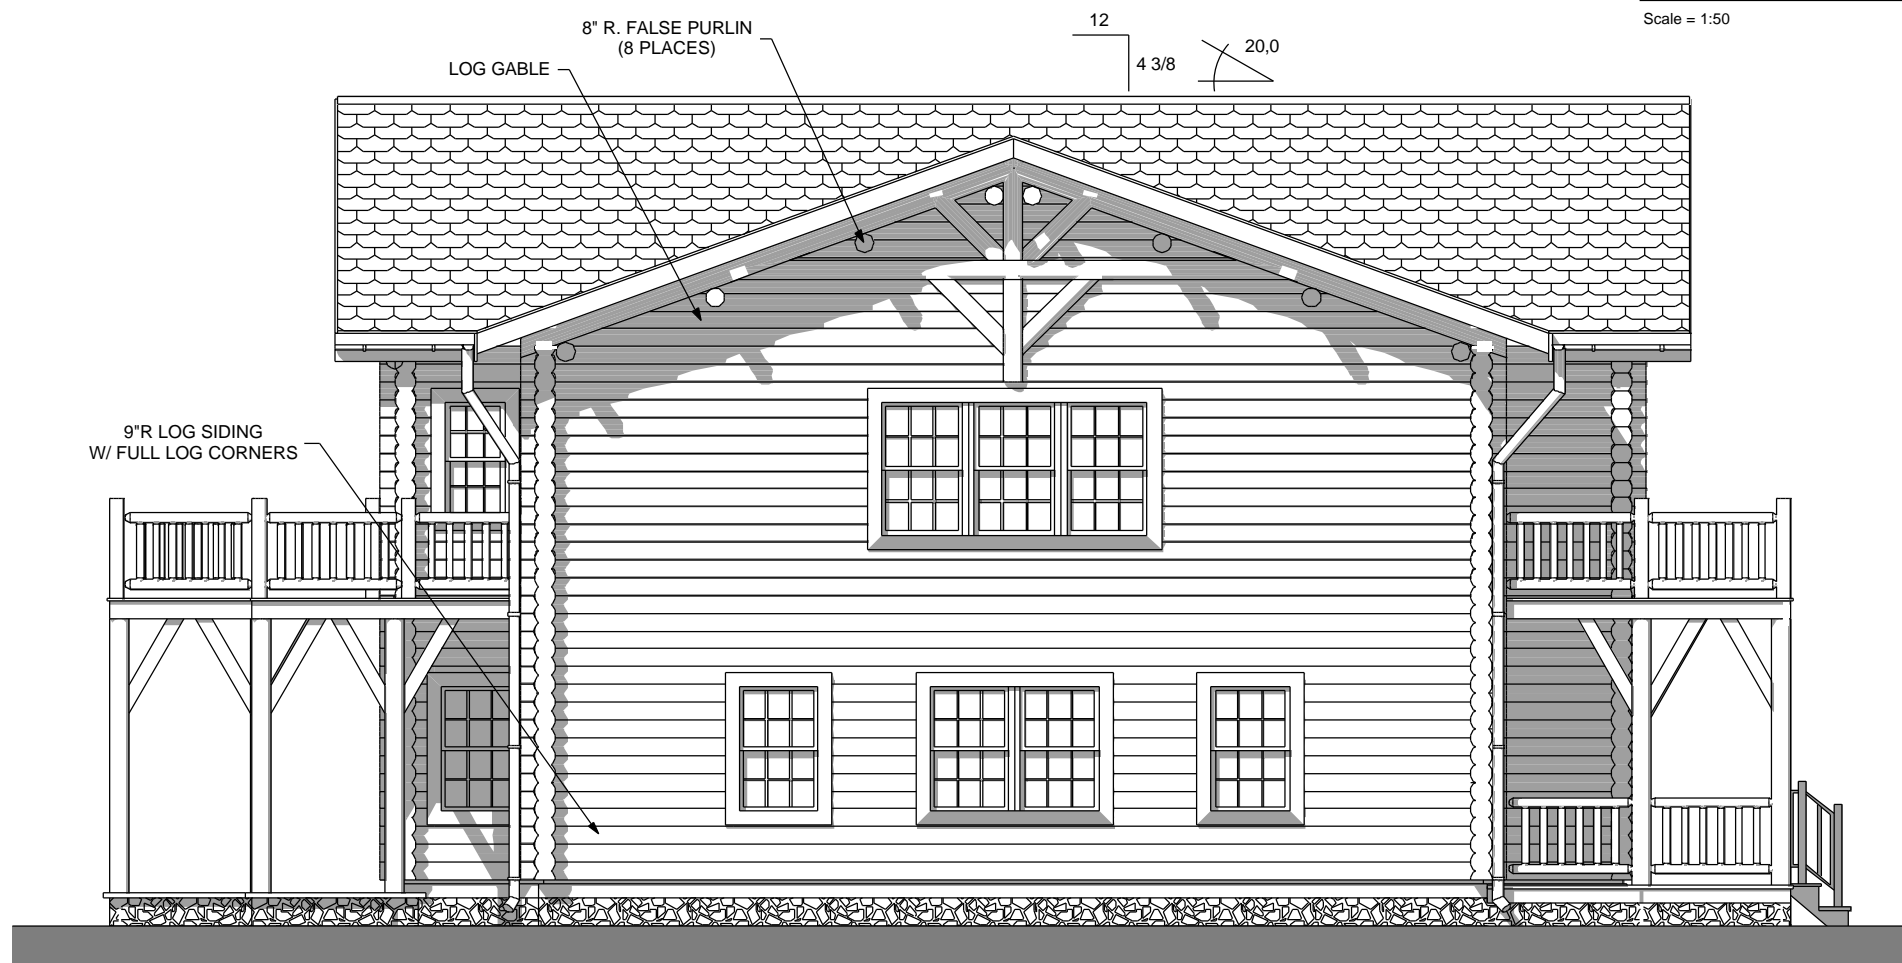 Scale = 1:50
12
4 3/8
20,0
8" R. FALSE PURLIN
(8 PLACES)
LOG GABLE
9"R LOG SIDING
W/ FULL LOG CORNERS